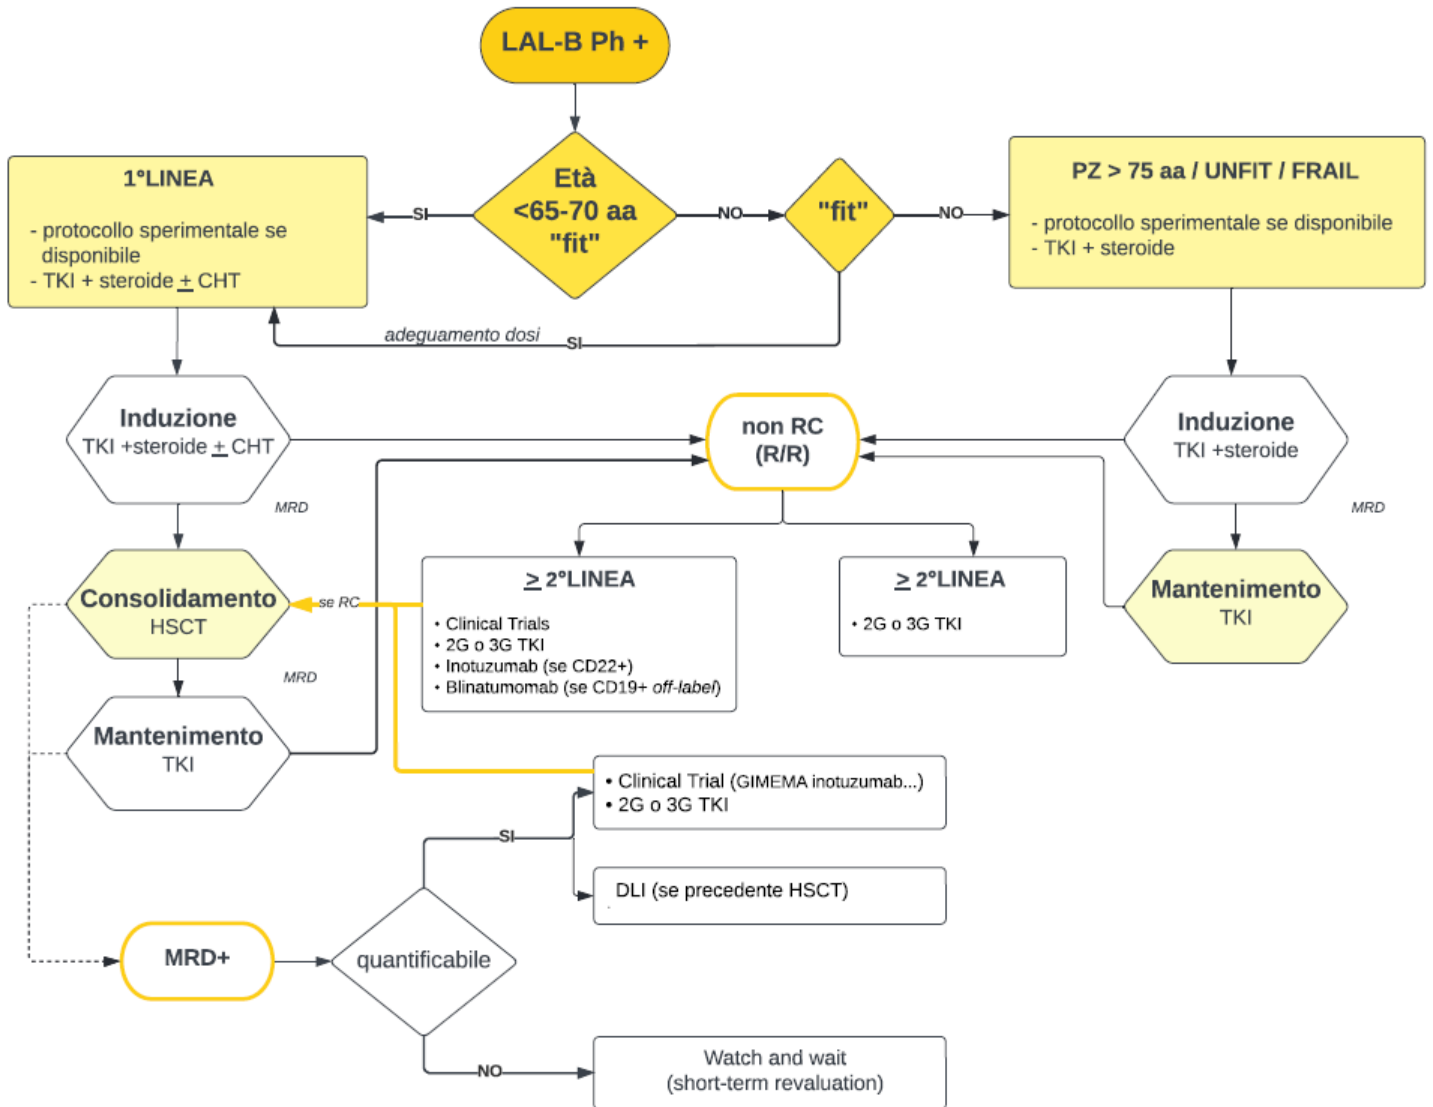 LAL-B Ph +
1°LINEA
- protocollo sperimentale se
disponibile
- TKI + steroide + CHT
SI
Età
<65-70 aa
"fit"
NO
"fit"
NO
PZ > 75 aa / UNFIT / FRAIL
- protocollo sperimentale se disponibile
- TKI + steroide
adeguamento dosi
SI
Induzione
TKI +steroide + CHT
non RC
(R/R)
Induzione
TKI +steroide
MRD
MRD
Consolidamento
HSCT
se RC
≥ 2°LINEA
• Clinical Trials
• 2G o 3G TKI
• Inotuzumab (se CD22+)
• Blinatumomab (se CD19+ off-label)
≥ 2°LINEA
• 2G o 3G TKI
Mantenimento
TKI
MRD
Mantenimento
TKI
• Clinical Trial (GIMEMA inotuzumab...)
• 2G o 3G TKI
SI
DLI (se precedente HSCT)
MRD+
quantificabile
NO
Watch and wait
(short-term revaluation)